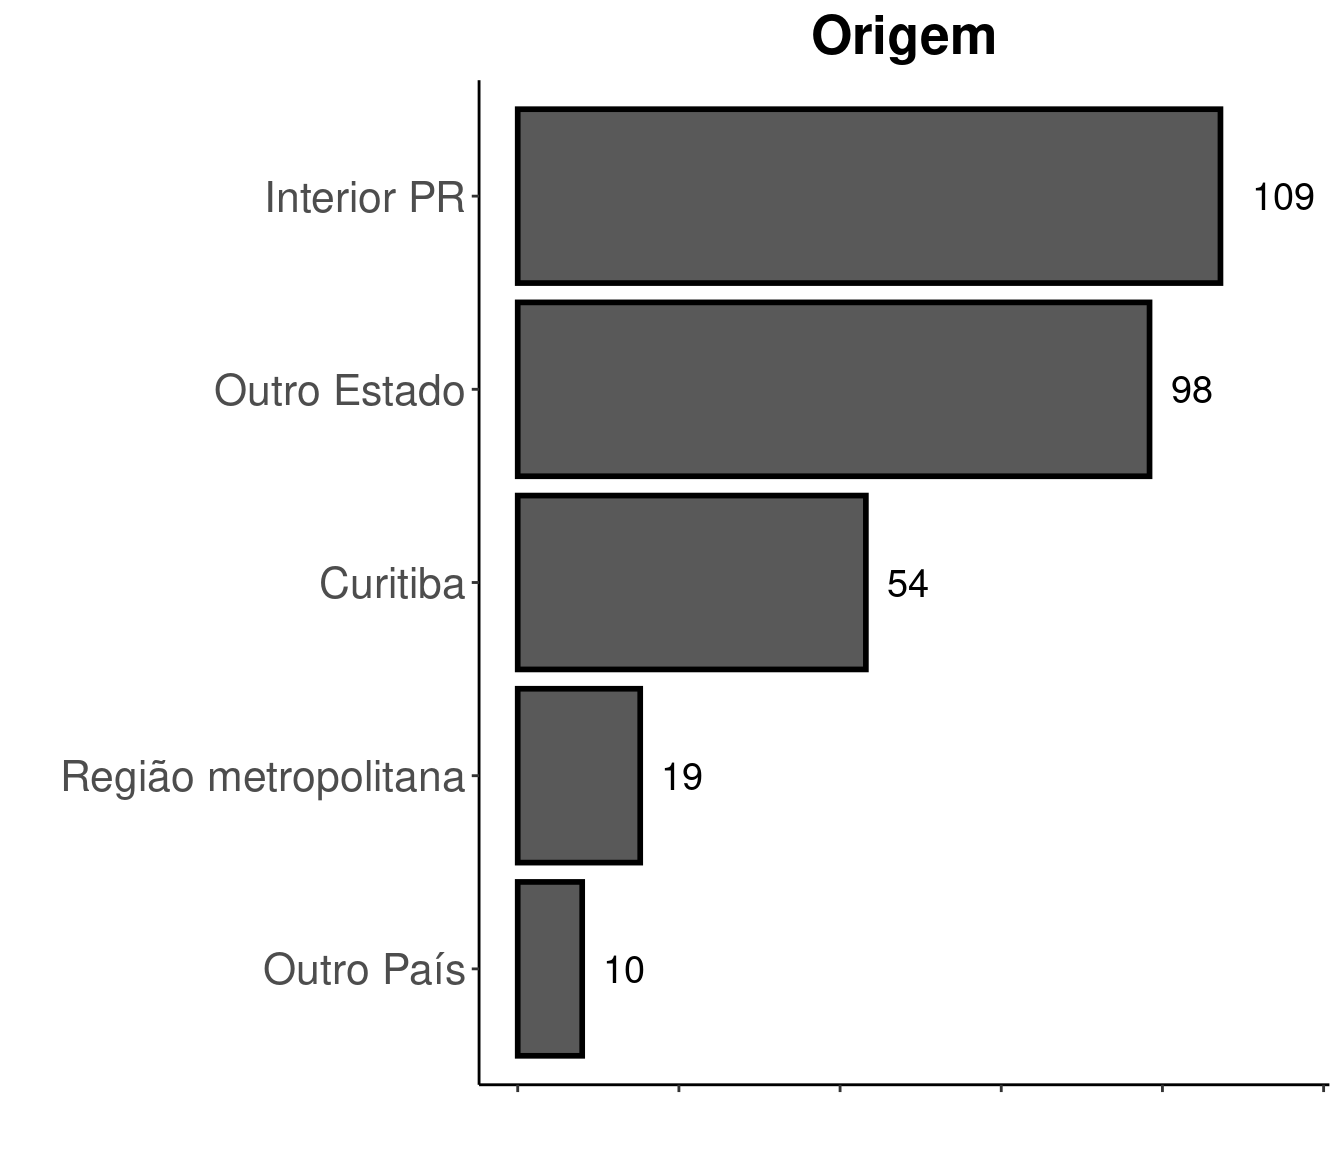 Origem
Interior PR 109
Outro Estado 98
Curitiba 54
Região metropolitana 19
Outro País 10